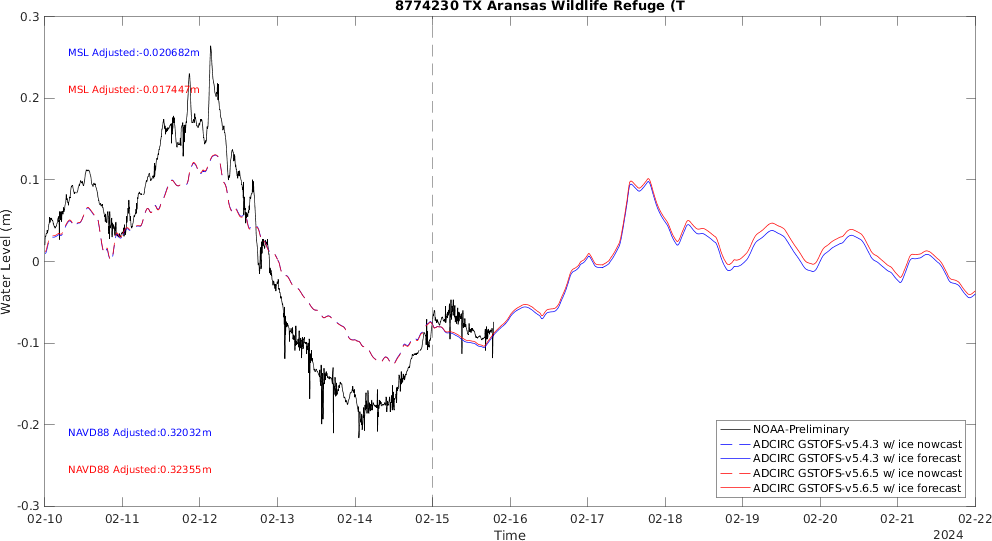 8774230 TX Aransas Wildlife Refuge (T
0.3
0.2
0.1
0
-0.1
-0.2
-0.3
Water Level (m)
MSL Adjusted:-0.020682m
MSL Adjusted:-0.017447m
NAVD88 Adjusted:0.32032m
NAVD88 Adjusted:0.32355m
NOAA-Preliminary
ADCIRC GSTOFS-v5.4.3 w/ ice nowcast
ADCIRC GSTOFS-v5.4.3 w/ ice forecast
ADCIRC GSTOFS-v5.6.5 w/ ice nowcast
ADCIRC GSTOFS-v5.6.5 w/ ice forecast
02-10 02-11 02-12 02-13 02-14 02-15 02-16 02-17 02-18 02-19 02-20 02-21 02-22
Time
2024